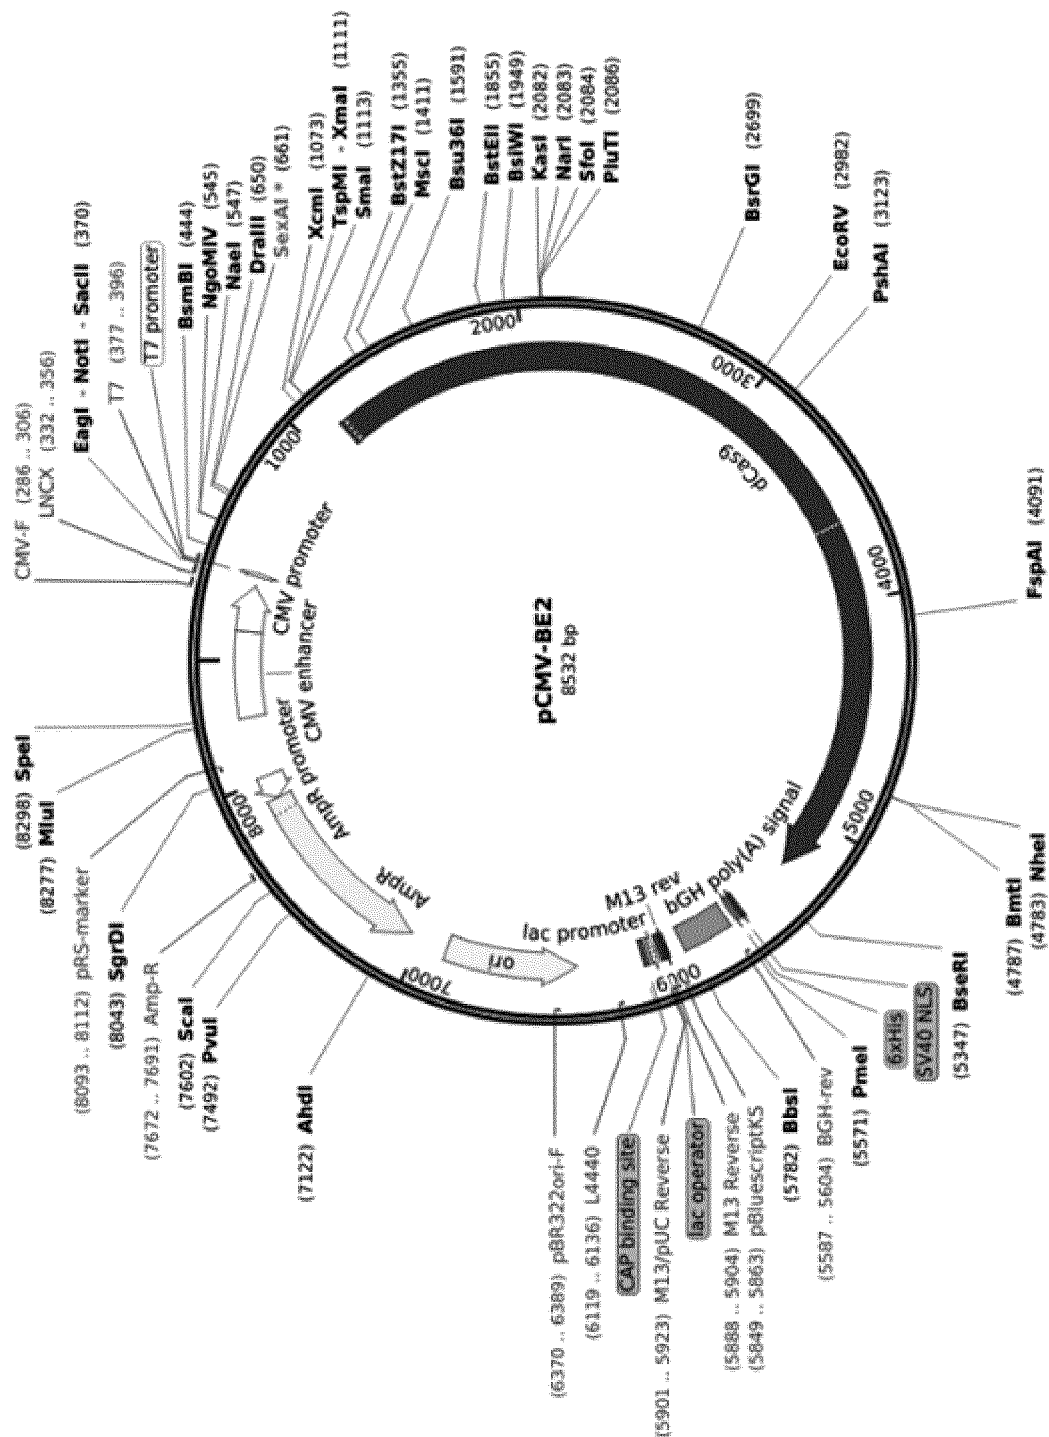 CMV-F (286 .. 306)
LNCX (332 .. 356)
EagI - NotI - SacII (370)
T7 (377 .. 396)
T7 promoter
BsmBI (444)
NgoMIV (545)
NaeI (547)
DraIII (650)
SexAI * (661)
XcmI (1073)
TspMI - XmaI (1111)
SmaI (1113)
BstZ17I (1355)
MscI (1411)
Bsu36I (1591)
BstEII (1855)
BsiWI (1949)
KasI (2082)
NarI (2083)
SfoI (2084)
PluTI (2086)
BsrGI (2699)
EcoRV (2982)
PshAI (3123)
FspAI (4091)
(4783) NheI
(4787) BmtI
(5347) BseRI
SV40 NLS
6xHis
(5571) PmeI
(5587 .. 5604) BGH-rev
(5782) BbsI
(5849 .. 5863) pBluescriptKS
(5888 .. 5904) M13 Reverse
lac operator
(5901 .. 5923) M13/pUC Reverse
CAP binding site
(6119 .. 6136) L4440
(6370 .. 6389) pBR322ori-F
(7122) AhdI
(7492) PvuI
(7602) ScaI
(7672 .. 7691) Amp-R
(8043) SgrDI
(8093 .. 8112) pRS-marker
(8277) MluI
(8298) SpeI
1000
2000
3000
4000
5000
6200
7000
8000
CMV promoter
CMV enhancer
AmpR promoter
AmpR
ori
lac promoter
M13 rev
bGH poly(A) signal
dCas9
pCMV-BE2
8532 bp